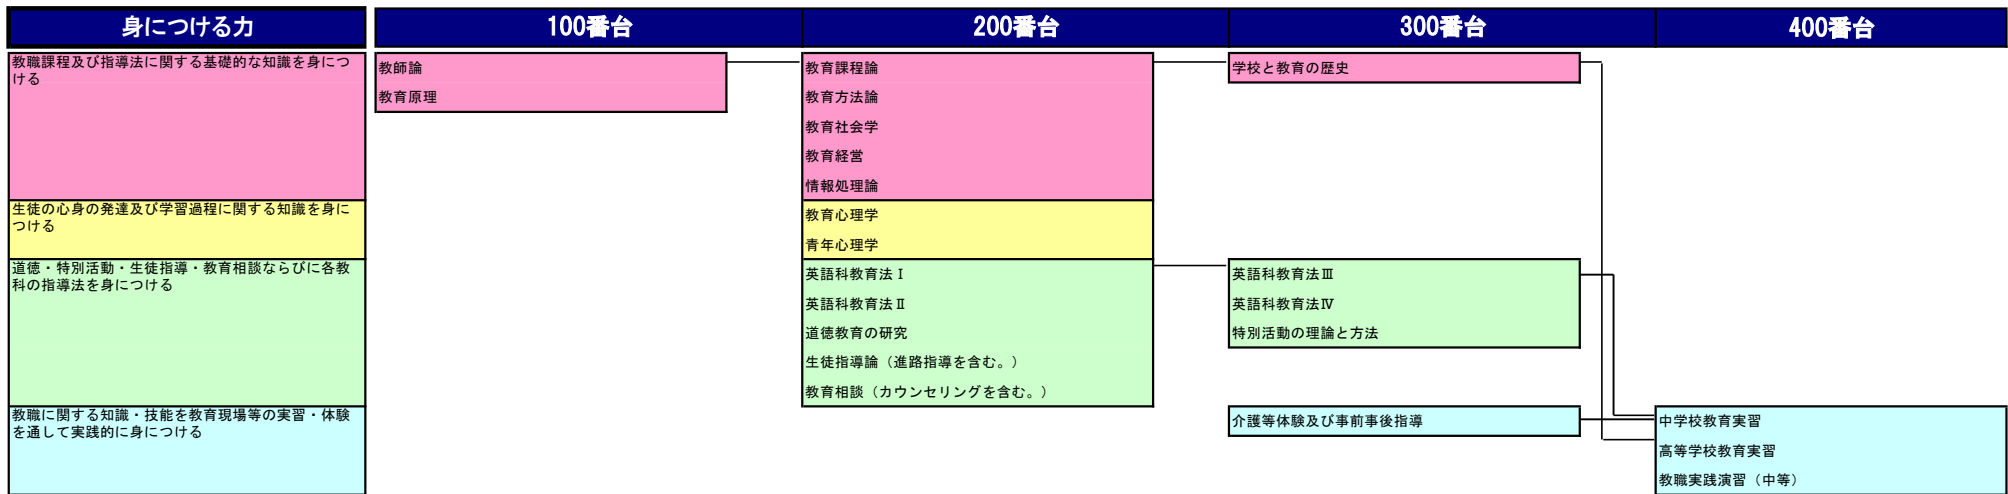 身につける力
100番台
200番台
300番台
400番台
教職課程及び指導法に関する基礎的な知識を身につ
ける
教師論
教育原理
教育課程論
教育方法論
教育社会学
教育経営
情報処理論
学校と教育の歴史
生徒の心身の発達及び学習過程に関する知識を身に
つける
教育心理学
青年心理学
道徳・特別活動・生徒指導・教育相談ならびに各教
科の指導法を身につける
英語科教育法Ⅰ
英語科教育法Ⅱ
道徳教育の研究
生徒指導論（進路指導を含む。）
教育相談（カウンセリングを含む。）
英語科教育法Ⅲ
英語科教育法Ⅳ
特別活動の理論と方法
教職に関する知識・技能を教育現場等の実習・体験
を通して実践的に身につける
介護等体験及び事前事後指導
中学校教育実習
高等学校教育実習
教職実践演習（中等）